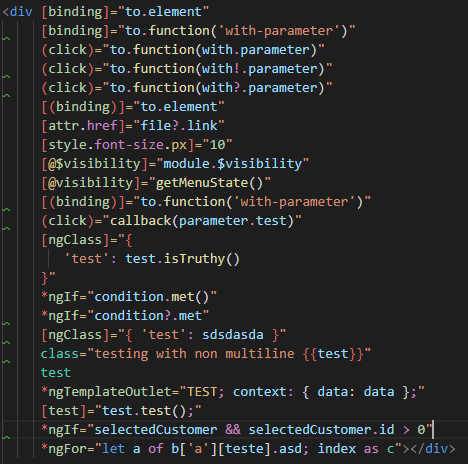 <div [binding]="to.element"
[binding]="to.function('with-parameter')"
(click)="to.function(with.parameter)"
(click)="to.function(with!.parameter)"
(click)="to.function(with?.parameter)"
[(binding)]="to.element"
[attr.href]="file?.link"
[style.font-size.px]="10"
[@$visibility]="module.$visibility"
[@visibility]="getMenuState()"
[(binding)]="to.function('with-parameter')"
(click)="callback(parameter.test)"
[ngClass]="{
'test': test.isTruthy()
}"
*ngIf="condition.met()"
*ngIf="condition?.met"
[ngClass]="{ 'test': sdsdasda }"
class="testing with non multiline {{test}}"
test
*ngTemplateOutlet="TEST; context: { data: data };"
[test]="test.test();"
*ngIf="selectedCustomer && selectedCustomer.id > 0"
*ngFor="let a of b['a'][teste].asd; index as c"></div>